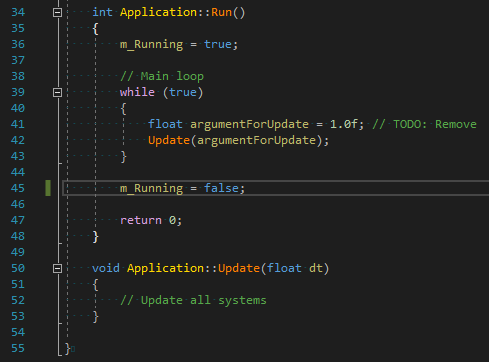 34 int Application::Run()
35 {
36 m_Running = true;
37
38 // Main loop
39 while (true)
40 {
41 float argumentForUpdate = 1.0f; // TODO: Remove
42 Update(argumentForUpdate);
43 }
44
45 m_Running = false;
46
47 return 0;
48 }
49
50 void Application::Update(float dt)
51 {
52 // Update all systems
53 }
54
55 }